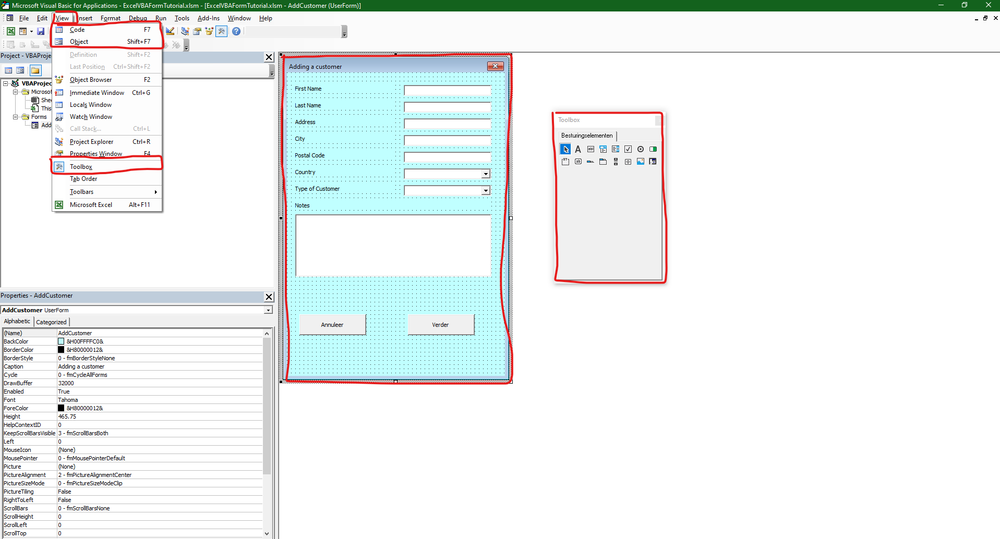 Microsoft Visual Basic for Applications - ExcelVBAFormTutorial.xlsm - [ExcelVBAFormTutorial.xlsm - AddCustomer (UserForm)]
File Edit View Insert Format Debug Run Tools Add-Ins Window Help
Code F7
Object Shift+F7
Definition Shift+F2
Last Position Ctrl+Shift+F2
Object Browser F2
Immediate Window Ctrl+G
Locals Window
Watch Window
Call Stack... Ctrl+L
Project Explorer Ctrl+R
Properties Window F4
Toolbox
Tab Order
Toolbars
Microsoft Excel Alt+F11
Project - VBAProje
VBAProjec
Microsof
Shee
This
Forms
Add
Adding a customer
First Name
Last Name
Address
City
Postal Code
Country
Type of Customer
Notes
Annuleer Verder
Toolbox
Besturingselementen
Properties - AddCustomer
AddCustomer UserForm
Alphabetic Categorized
(Name) AddCustomer
BackColor &H00FFFFC0&
BorderColor &H80000012&
BorderStyle 0 - fmBorderStyleNone
Caption Adding a customer
Cycle 0 - fmCycleAllForms
DrawBuffer 32000
Enabled True
Font Tahoma
ForeColor &H80000012&
Height 465.75
HelpContextID 0
KeepScrollBarsVisible 3 - fmScrollBarsBoth
Left 0
MouseIcon (None)
MousePointer 0 - fmMousePointerDefault
Picture (None)
PictureAlignment 2 - fmPictureAlignmentCenter
PictureSizeMode 0 - fmPictureSizeModeClip
PictureTiling False
RightToLeft False
ScrollBars 0 - fmScrollBarsNone
ScrollHeight 0
ScrollLeft 0
ScrollTop 0